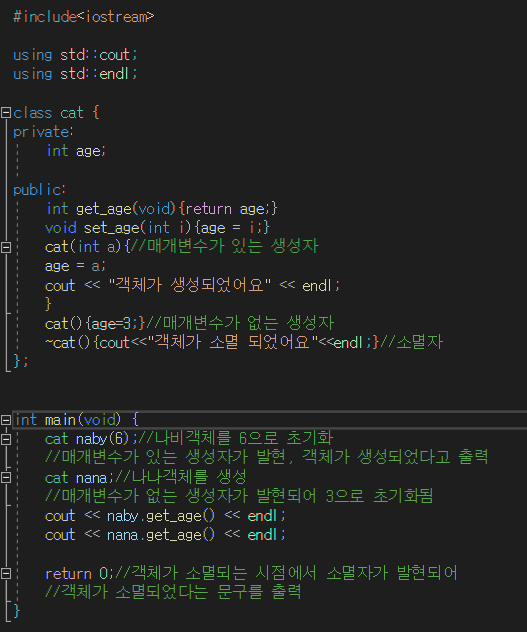 #include<iostream>
using std::cout;
using std::endl;
class cat {
private:
int age;
public:
int get_age(void){return age;}
void set_age(int i){age = i;}
cat(int a){//매개변수가 있는 생성자
age = a;
cout << "객체가 생성되었어요" << endl;
}
cat(){age=3;}//매개변수가 없는 생성자
~cat(){cout<<"객체가 소멸 되었어요"<<endl;}//소멸자
};
int main(void) {
cat naby(6);//나비객체를 6으로 초기화
//매개변수가 있는 생성자가 발현, 객체가 생성되었다고 출력
cat nana;//나나객체를 생성
//매개변수가 없는 생성자가 발현되어 3으로 초기화됨
cout << naby.get_age() << endl;
cout << nana.get_age() << endl;
return 0;//객체가 소멸되는 시점에서 소멸자가 발현되어
//객체가 소멸되었다는 문구를 출력
}